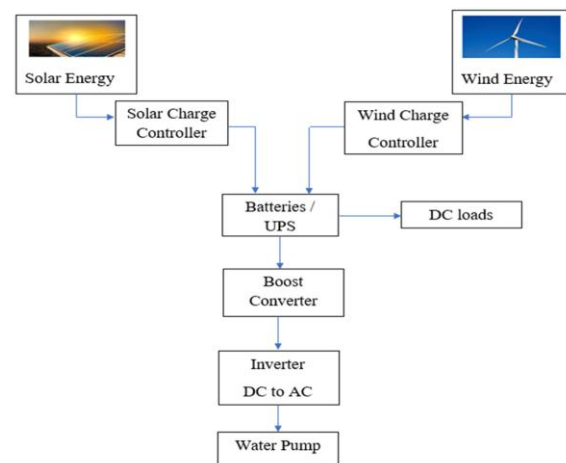 Solar Energy
Wind Energy
Solar Charge
Controller
Wind Charge
Controller
Batteries /
UPS
DC loads
Boost
Converter
Inverter
DC to AC
Water Pump